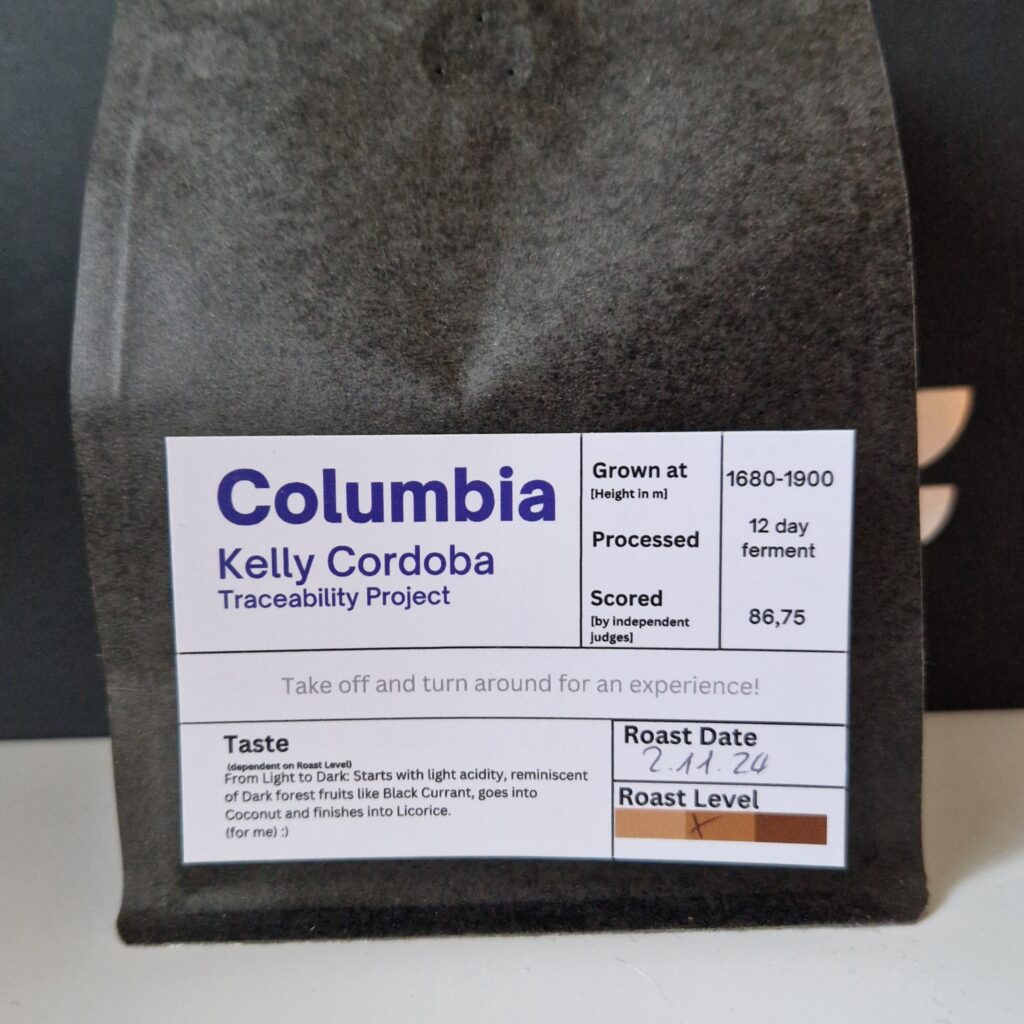 Columbia
Kelly Cordoba
Traceability Project
Grown at
[Height in m]
1680-1900
Processed
12 day
ferment
Scored
[by independent
judges]
86,75
Take off and turn around for an experience!
Taste
(dependent on Roast Level)
From Light to Dark: Starts with light acidity, reminiscent
of Dark forest fruits like Black Currant, goes into
Coconut and finishes into Licorice.
(for me) :)
Roast Date
2.11.24
Roast Level